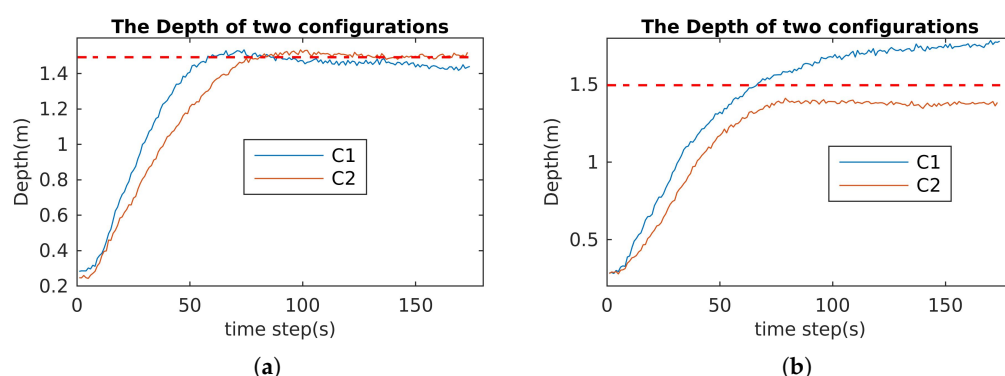 The Depth of two configurations
Depth(m)
1.4
1.2
1
0.8
0.6
0.4
0.2
C1
C2
0
50
100
150
time step(s)
(a)
The Depth of two configurations
Depth(m)
1.5
1
0.5
C1
C2
0
50
100
150
time step(s)
(b)